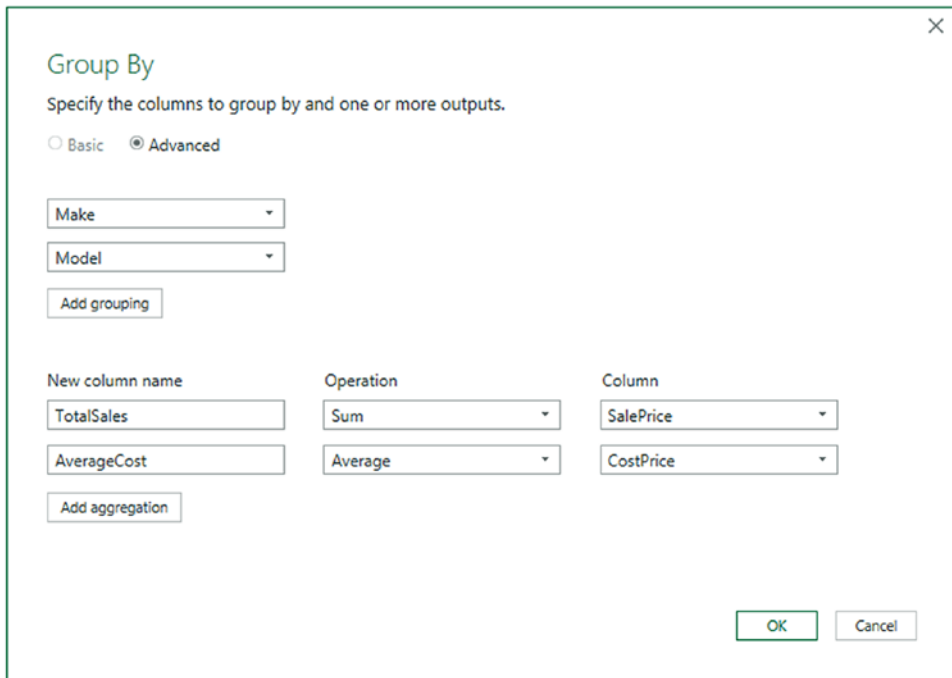 Group By
Specify the columns to group by and one or more outputs.
Basic Advanced
Make
Model
Add grouping
New column name Operation Column
TotalSales Sum SalePrice
AverageCost Average CostPrice
Add aggregation
OK Cancel